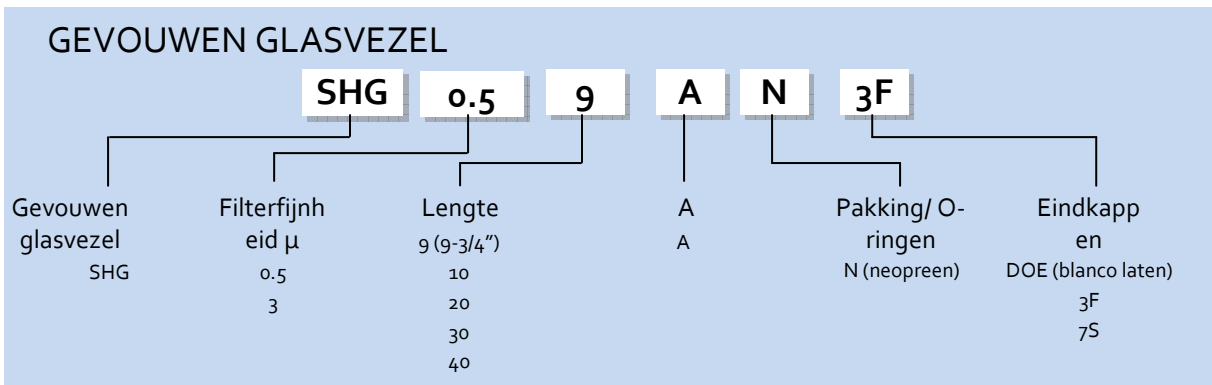 GEVOUWEN GLASVEZEL
SHG 0.5 9 A N 3F
Gevouwen
glasvezel
SHG
Filterfijnh
eid µ
0.5
3
Lengte
9 (9-3/4”)
10
20
30
40
A
A
Pakking/ O-
ringen
N (neopreen)
Eindkapp
en
DOE (blanco laten)
3F
7S